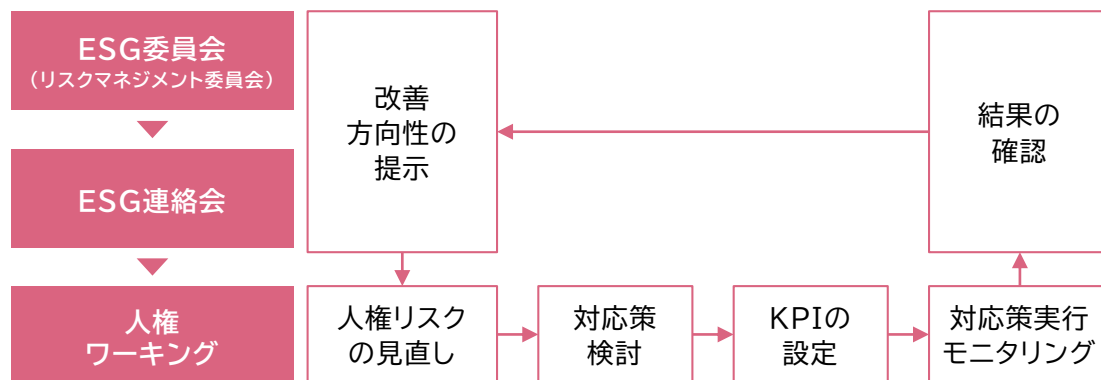 ESG委員会
（リスクマネジメント委員会）
ESG連絡会
人権
ワーキング
改善
方向性の
提示
結果の
確認
人権リスク
の見直し
対応策
検討
KPIの
設定
対応策実行
モニタリング